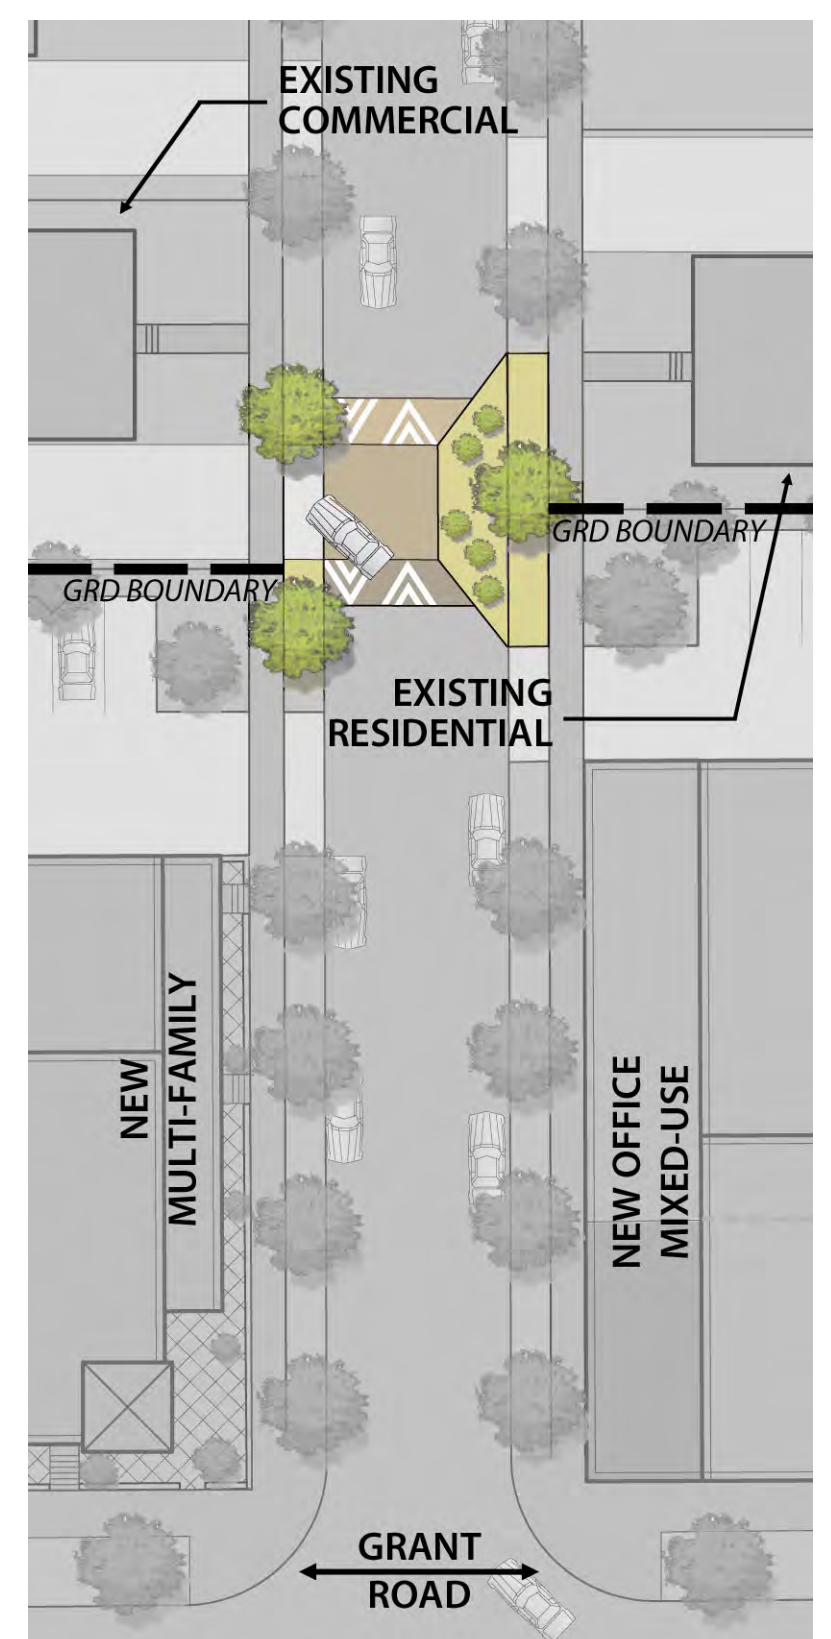 EXISTING
COMMERCIAL
GRD BOUNDARY
GRD BOUNDARY
EXISTING
RESIDENTIAL
NEW
MULTI-FAMILY
NEW OFFICE
MIXED-USE
GRANT
ROAD